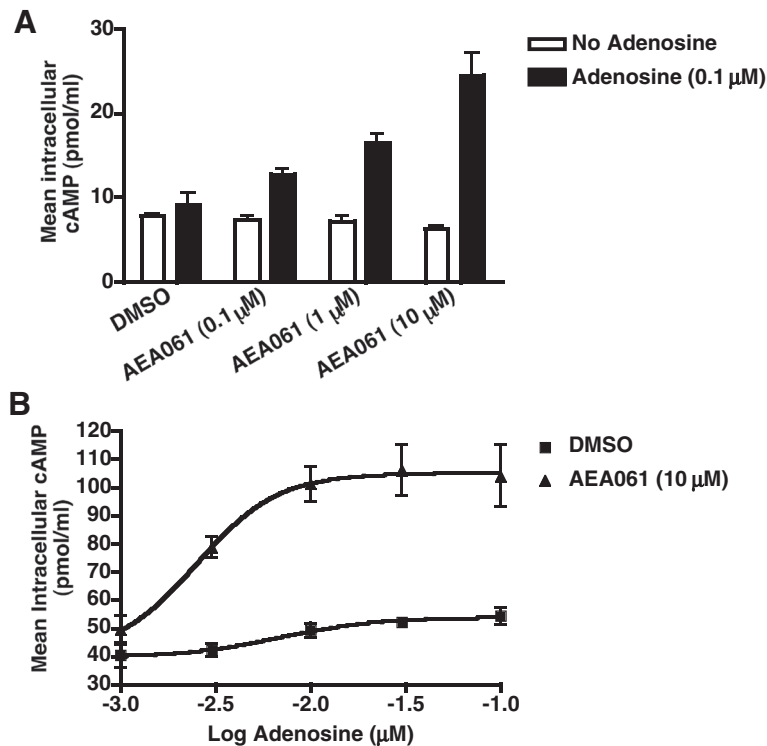 A
Mean intracellular
cAMP (pmol/ml)
30
20
10
0
No Adenosine
Adenosine (0.1 μM)
DMSO
AEA061 (0.1 μM)
AEA061 (1 μM)
AEA061 (10 μM)
B
Mean Intracellular cAMP
(pmol/ml)
120
110
100
90
80
70
60
50
40
30
DMSO
AEA061 (10 μM)
-3.0
-2.5
-2.0
-1.5
-1.0
Log Adenosine (μM)